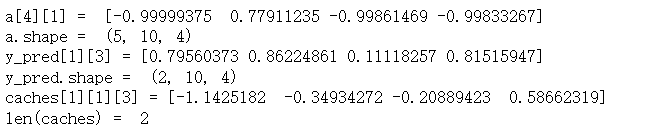 a[4][1] = [-0.99999375 0.77911235 -0.99861469 -0.99833267]
a.shape = (5, 10, 4)
y_pred[1][3] = [0.79560373 0.86224861 0.11118257 0.81515947]
y_pred.shape = (2, 10, 4)
caches[1][1][3] = [-1.1425182 -0.34934272 -0.20889423 0.58662319]
len(caches) = 2